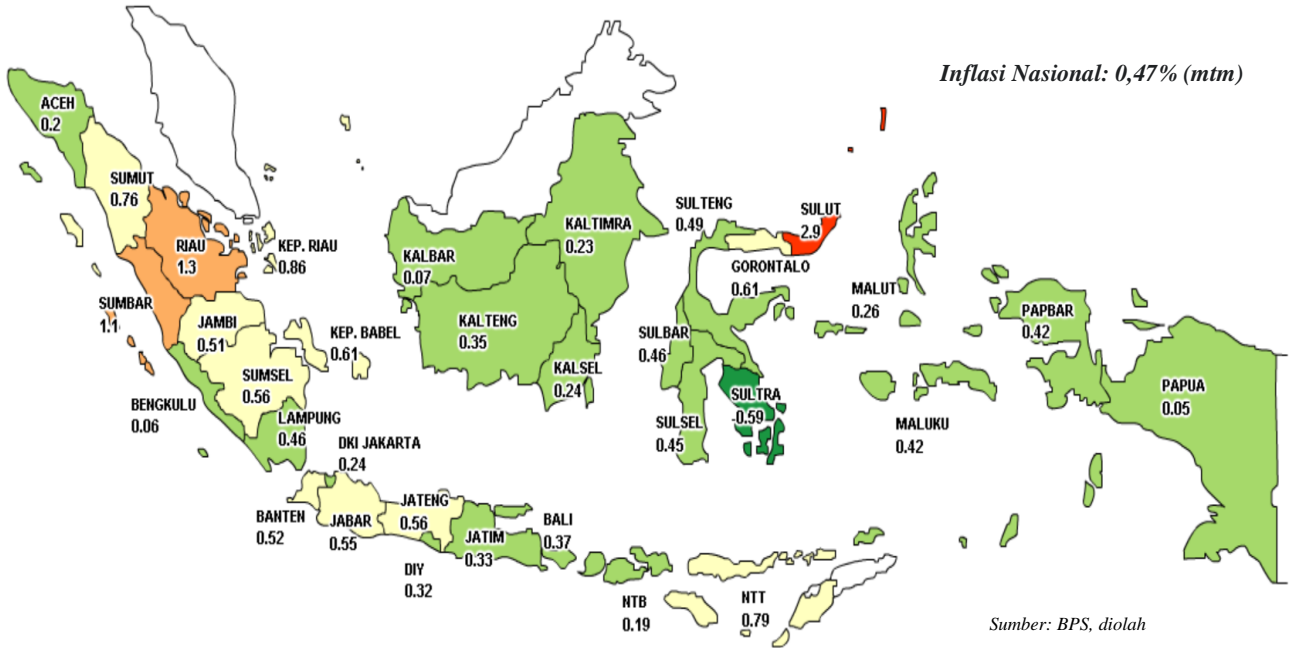 Inflasi Nasional: 0,47% (mtm)
ACEH
0.2
SUMUT
0.76
RIAU
1.3
KEP. RIAU
0.86
SUMBAR
1.1
JAMBI
0.51
KEP. BABEL
0.61
SUMSEL
0.56
BENGKULU
0.06
LAMPUNG
0.46
DKI JAKARTA
0.24
BANTEN
0.52
JABAR
0.55
JATENG
0.56
DIY
0.32
JATIM
0.33
BALI
0.37
NTB
0.19
NTT
0.79
KALBAR
0.07
KALTENG
0.35
KALTIMRA
0.23
KALSEL
0.24
SULTENG
0.49
SULUT
2.9
GORONTALO
0.61
SULBAR
0.46
SULSEL
0.45
SULTRA
-0.59
MALUT
0.26
MALUKU
0.42
PAPBAR
0.42
PAPUA
0.05
Sumber: BPS, diolah